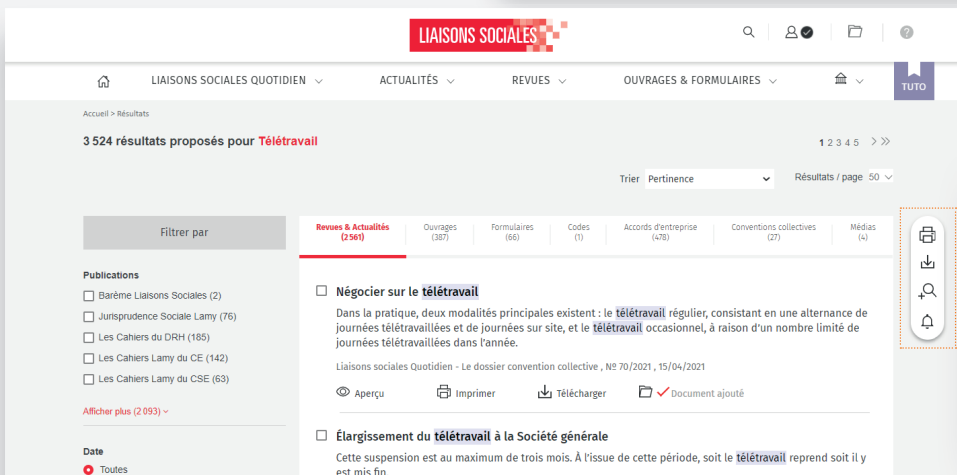 LIAISONS SOCIALES
?
LIAISONS SOCIALES QUOTIDIEN
ACTUALITÉS
REVUES
OUVRAGES & FORMULAIRES
TUTO
Accueil > Résultats
3 524 résultats proposés pour Télétravail
1 2 3 4 5
Trier Pertinence
Résultats / page 50
Filtrer par
Revues & Actualités
(2 561)
Ouvrages
(387)
Formulaires
(66)
Codes
(1)
Accords d'entreprise
(478)
Conventions collectives
(27)
Médias
(4)
Publications
Barème Liaisons Sociales (2)
Jurisprudence Sociale Lamy (76)
Les Cahiers du DRH (185)
Les Cahiers Lamy du CE (142)
Les Cahiers Lamy du CSE (63)
Afficher plus (2 093)
Date
Toutes
Négocier sur le télétravail
Dans la pratique, deux modalités principales existent : le télétravail régulier, consistant en une alternance de
journées télétravaillées et de journées sur site, et le télétravail occasionnel, à raison d'un nombre limité de
journées télétravaillées dans l'année.
Liaisons sociales Quotidien - Le dossier convention collective , Nº 70/2021 , 15/04/2021
Aperçu
Imprimer
Télécharger
Document ajouté
Élargissement du télétravail à la Société générale
Cette suspension est au maximum de trois mois. À l'issue de cette période, soit le télétravail reprend soit il y
est mis fin.